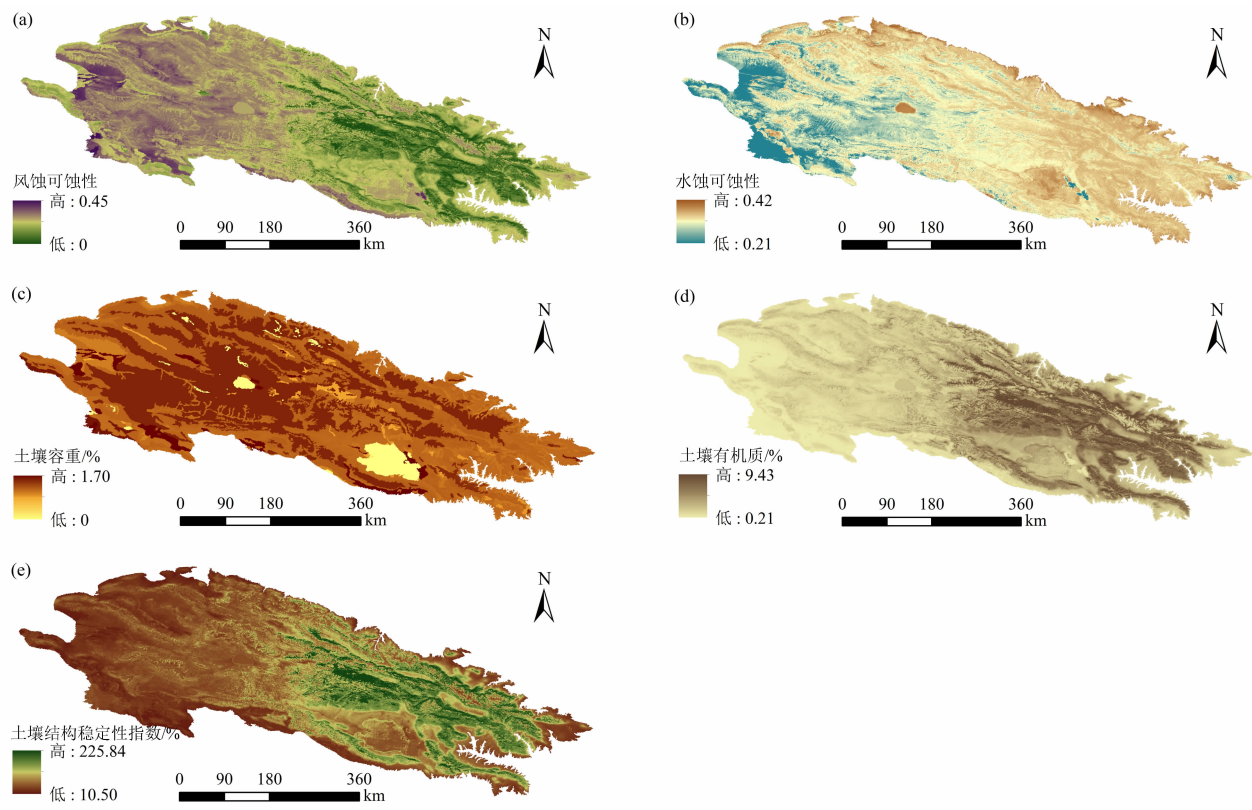 (a)
N
风蚀可蚀性
高 : 0.45
低 : 0
0 90 180 360
km
(b)
N
水蚀可蚀性
高 : 0.42
低 : 0.21
0 90 180 360
km
(c)
N
土壤容重/%
高 : 1.70
低 : 0
0 90 180 360
km
(d)
N
土壤有机质/%
高 : 9.43
低 : 0.21
0 90 180 360
km
(e)
N
土壤结构稳定性指数/%
高 : 225.84
低 : 10.50
0 90 180 360
km